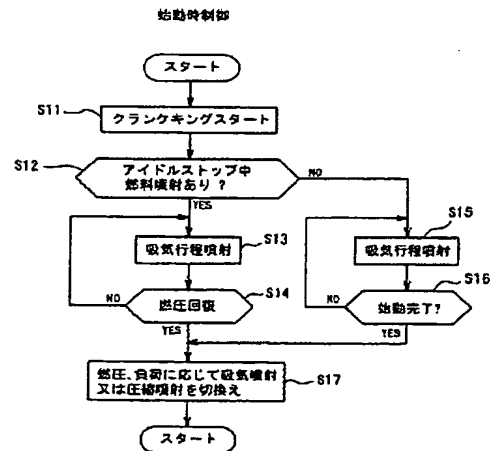 始動時制御
スタート
S11
クランクキングスタート
S12
アイドルストップ中
燃料噴射あり?
NO
YES
S13
吸気行程噴射
S15
吸気行程噴射
S14
燃圧回復
NO
YES
S16
始動完了?
NO
YES
燃圧、負荷に応じて吸気噴射
又は圧縮噴射を切換え
S17
スタート